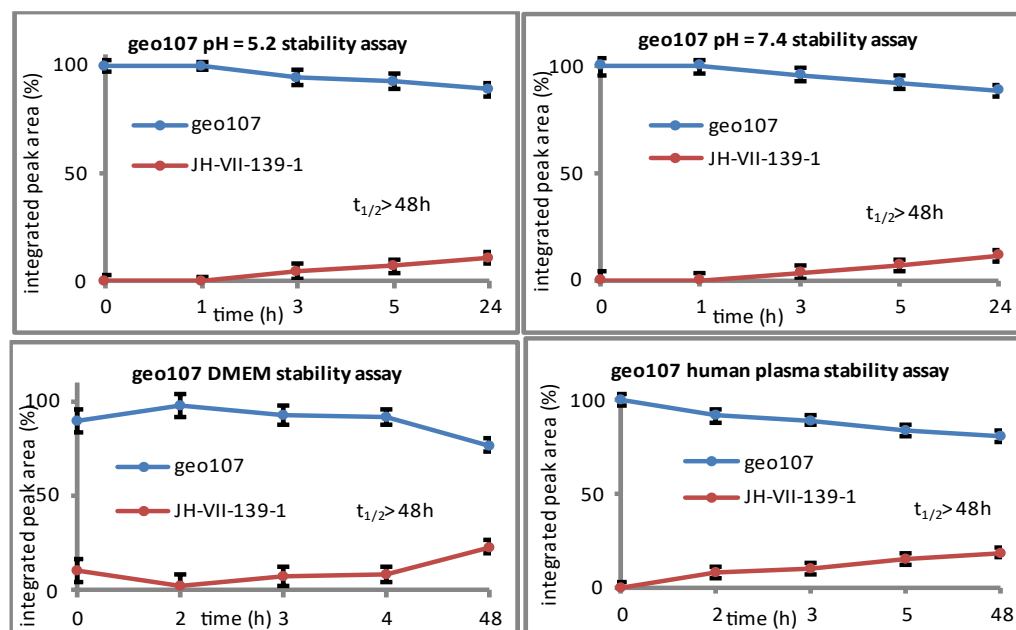 geo107 pH = 5.2 stability assay
integrated peak area (%)
100
50
0
geo107
JH-VII-139-1
t1/2>48h
0 1 3 5 24
time (h)
geo107 pH = 7.4 stability assay
integrated peak area (%)
100
50
0
geo107
JH-VII-139-1
t1/2>48h
0 1 3 5 24
time (h)
geo107 DMEM stability assay
integrated peak area (%)
100
50
0
geo107
JH-VII-139-1
t1/2>48h
0 2 3 4 48
time (h)
geo107 human plasma stability assay
integrated peak area (%)
100
50
0
geo107
JH-VII-139-1
t1/2>48h
0 2 3 5 48
time (h)